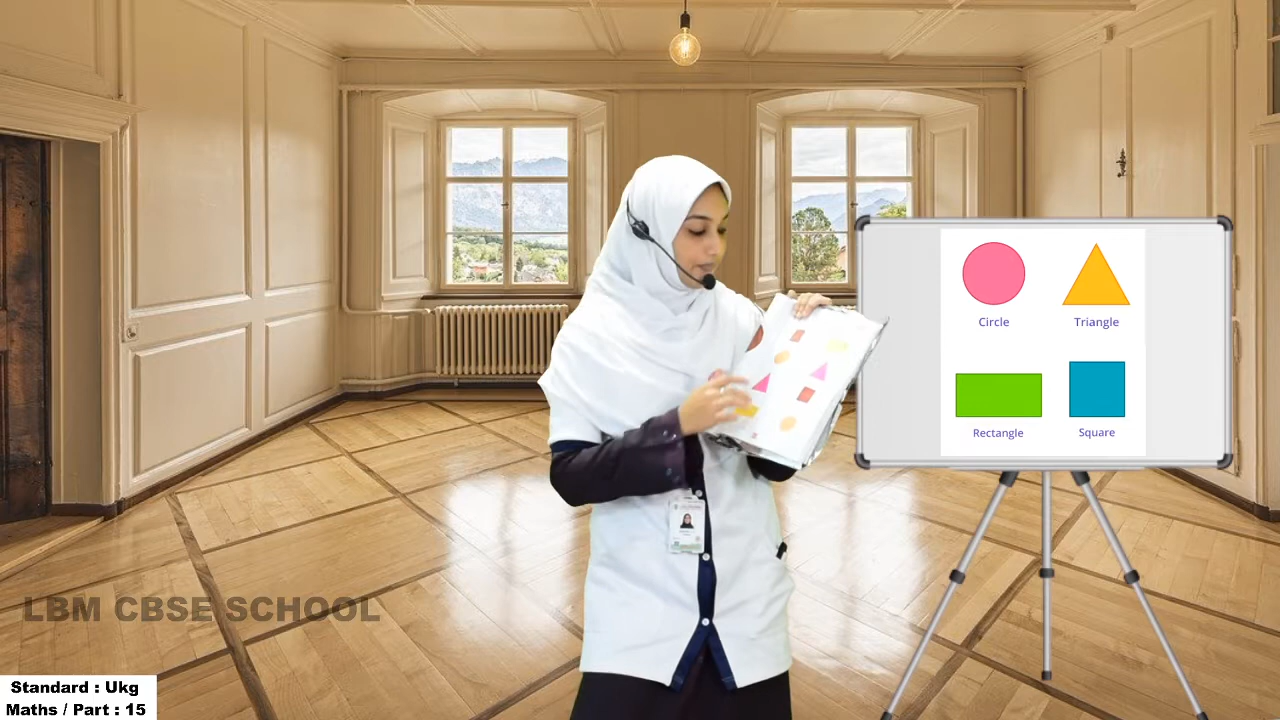 Circle
Triangle
Rectangle
Square
LBM CBSE SCHOOL
Standard : Ukg
Maths / Part : 15